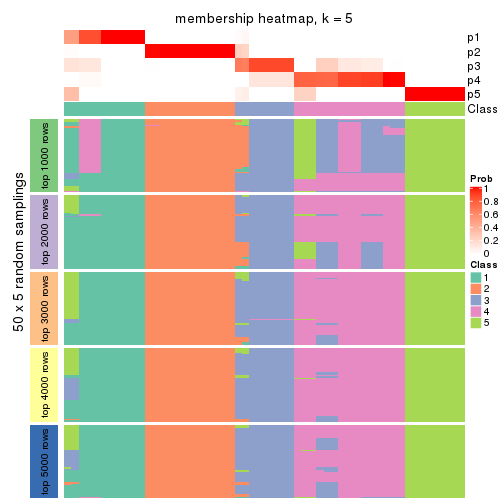 membership heatmap, k = 5
p1
p2
p3
p4
p5
Class
50 x 5 random samplings
top 1000 rows
top 2000 rows
top 3000 rows
top 4000 rows
top 5000 rows
Prob
1
0.8
0.6
0.4
0.2
0
Class
1
2
3
4
5